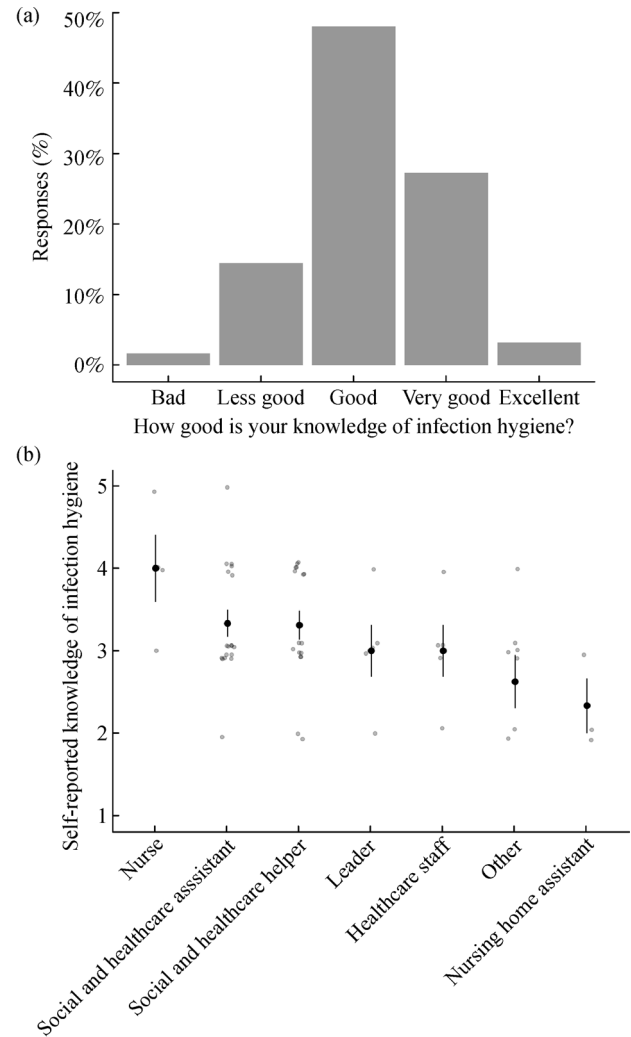 (a)
50%
40%
30%
20%
10%
0%
Responses (%)
Bad
Less good
Good
Very good
Excellent
How good is your knowledge of infection hygiene?
(b)
5
4
3
2
1
Self-reported knowledge of infection hygiene
Nurse
Social and healthcare asssistant
Social and healthcare helper
Leader
Healthcare staff
Other
Nursing home assistant